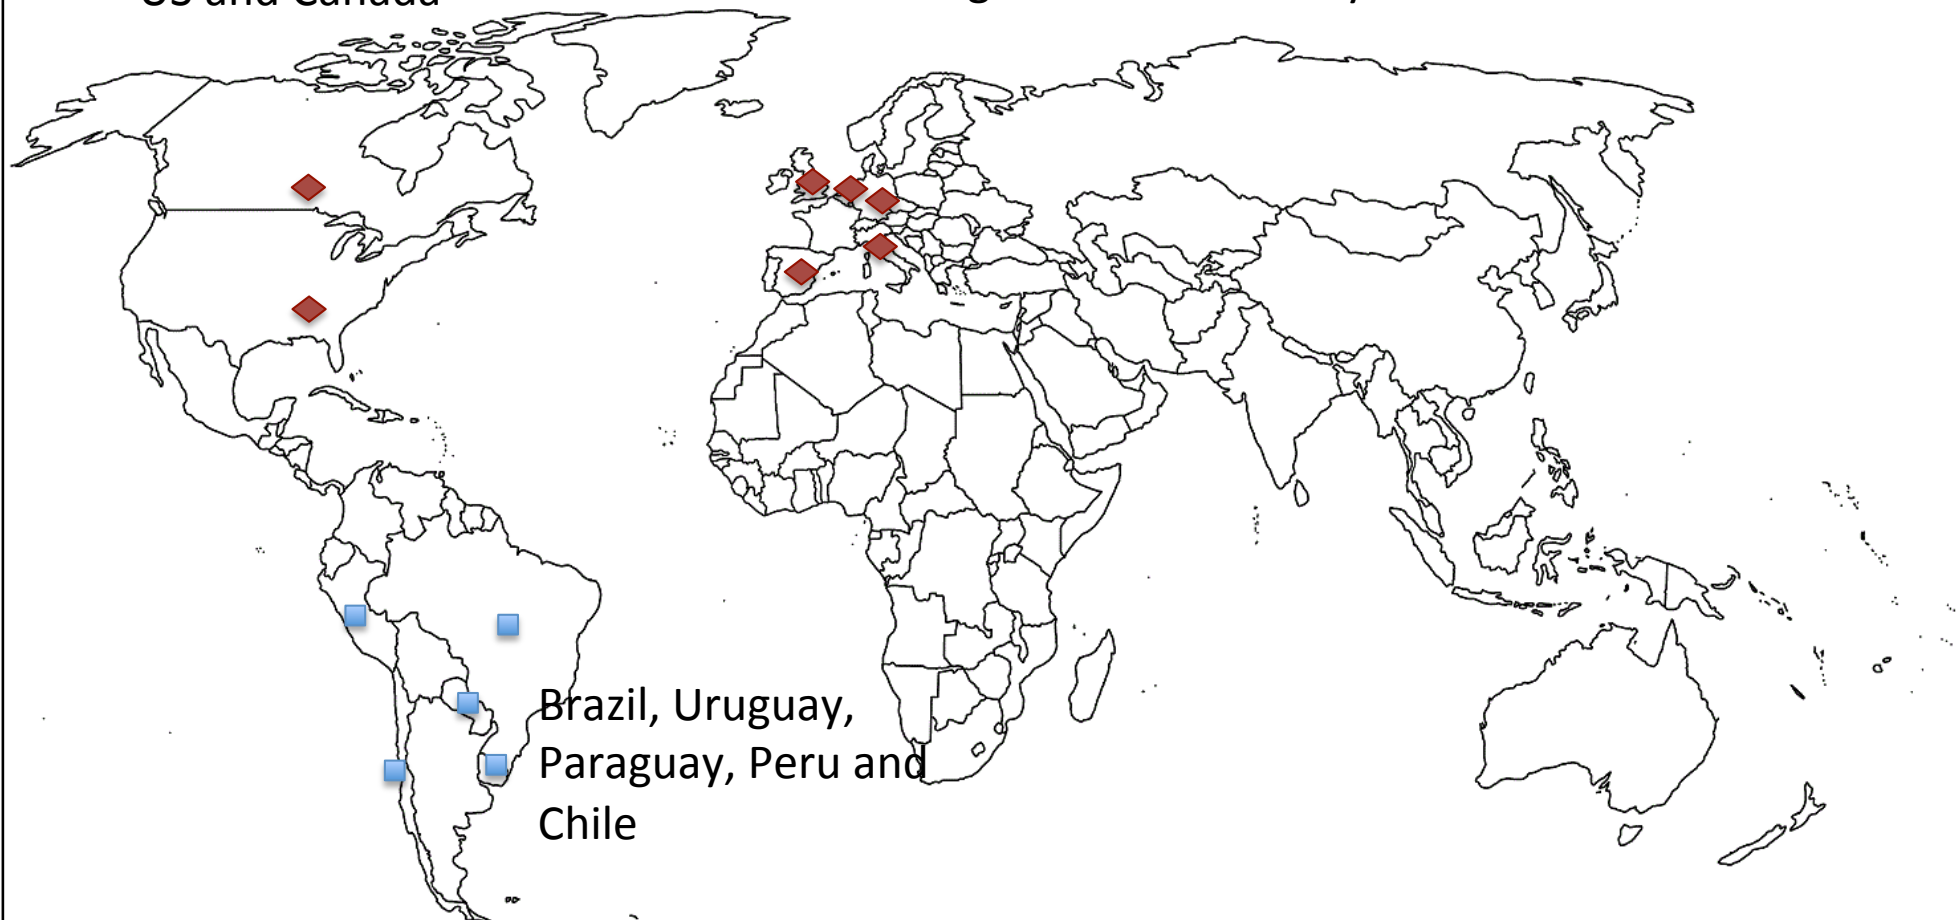 US and Canada
Brazil, Uruguay,
Paraguay, Peru and
Chile